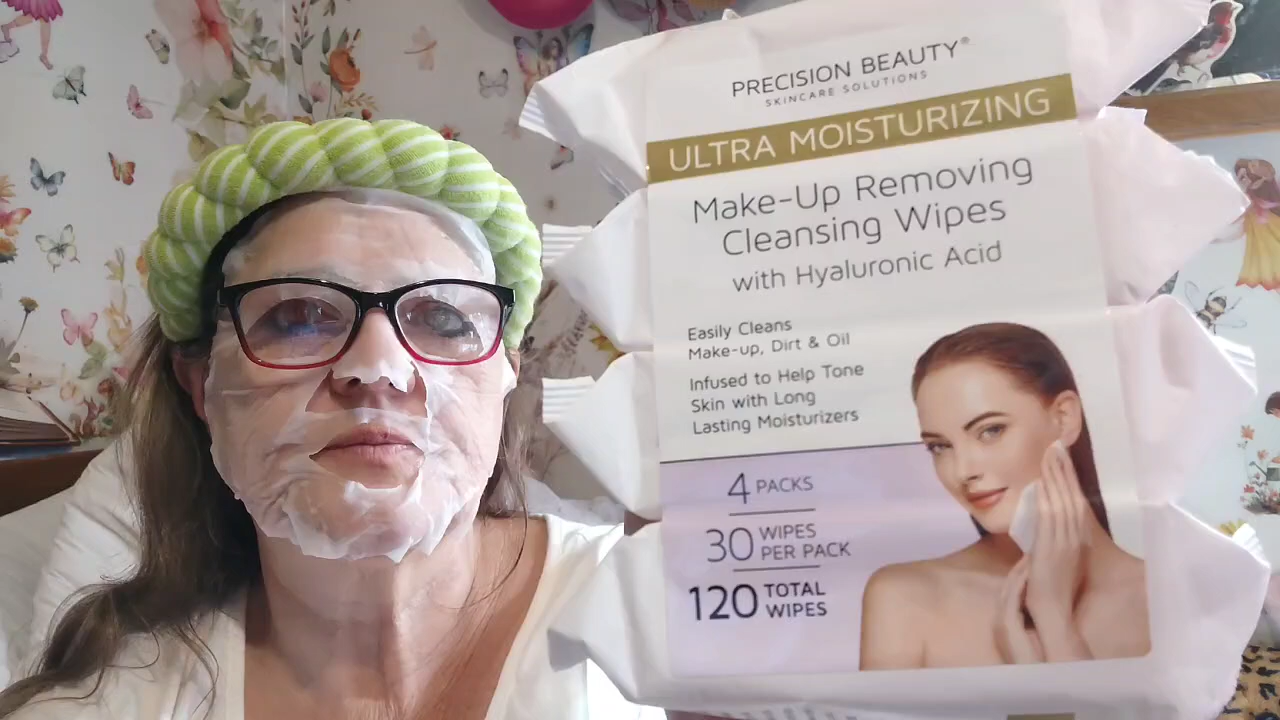 PRECISION BEAUTY®
SKINCARE SOLUTIONS
ULTRA MOISTURIZING
Make-Up Removing
Cleansing Wipes
with Hyaluronic Acid
Easily Cleans
Make-up, Dirt & Oil
Infused to Help Tone
Skin with Long
Lasting Moisturizers
4 PACKS
30 WIPES
PER PACK
120 TOTAL
WIPES